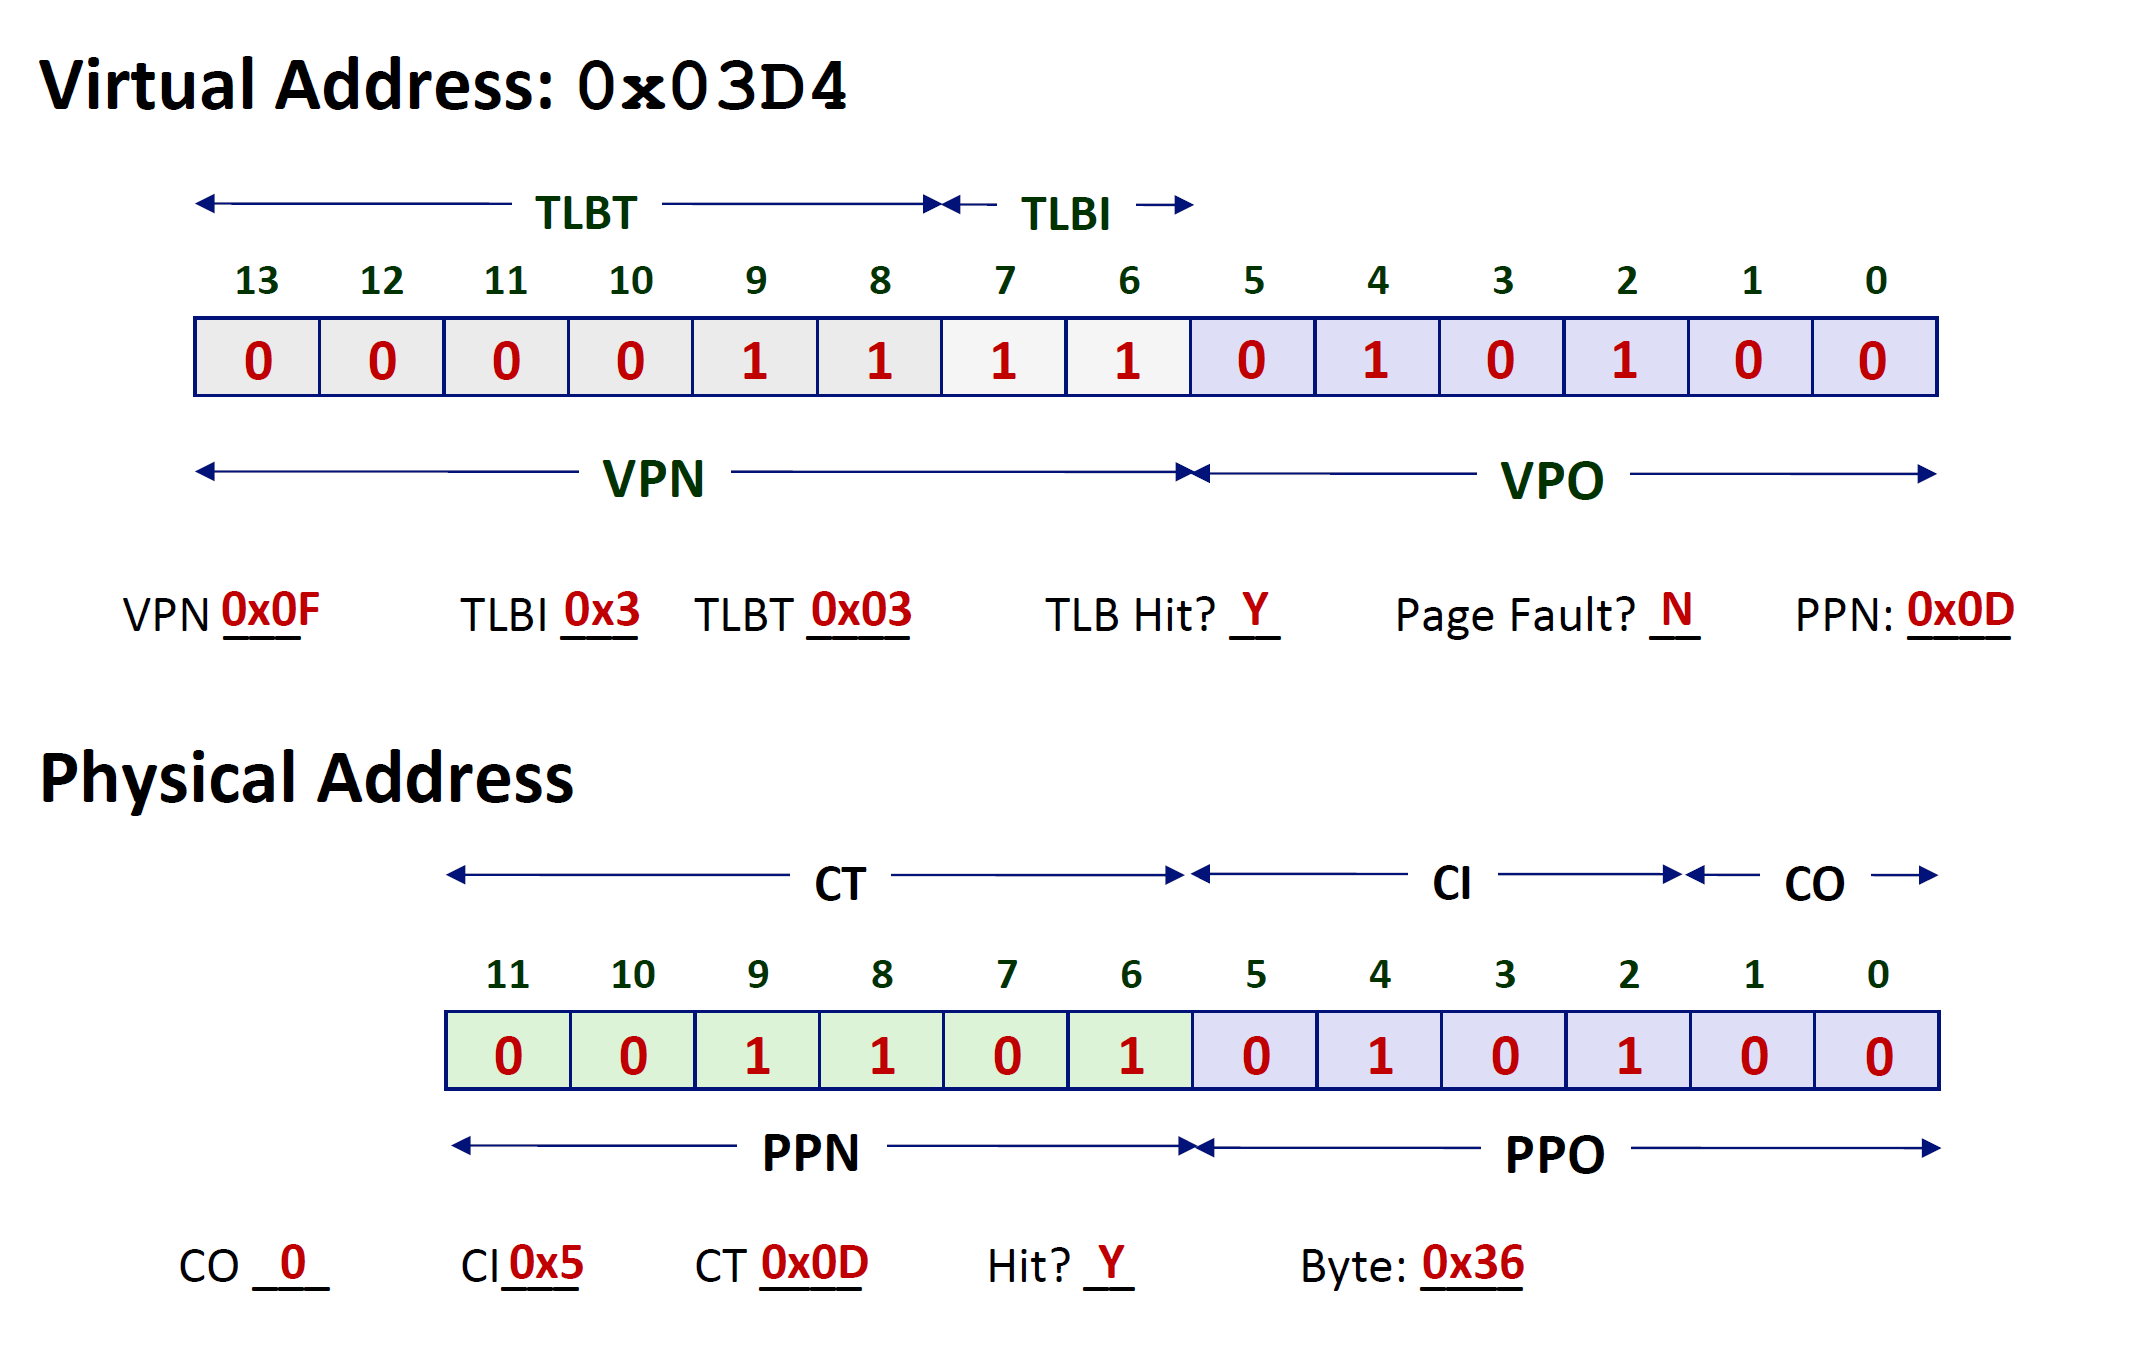 Virtual Address: 0x03D4
TLBT TLBI
13 12 11 10 9 8 7 6 5 4 3 2 1 0
0 0 0 0 1 1 1 1 0 1 0 1 0 0
VPN VPO
VPN 0x0F TLBI 0x3 TLBT 0x03 TLB Hit? Y Page Fault? N PPN: 0x0D
Physical Address
CT CI CO
11 10 9 8 7 6 5 4 3 2 1 0
0 0 1 1 0 1 0 1 0 1 0 0
PPN PPO
CO 0 CI 0x5 CT 0x0D Hit? Y Byte: 0x36